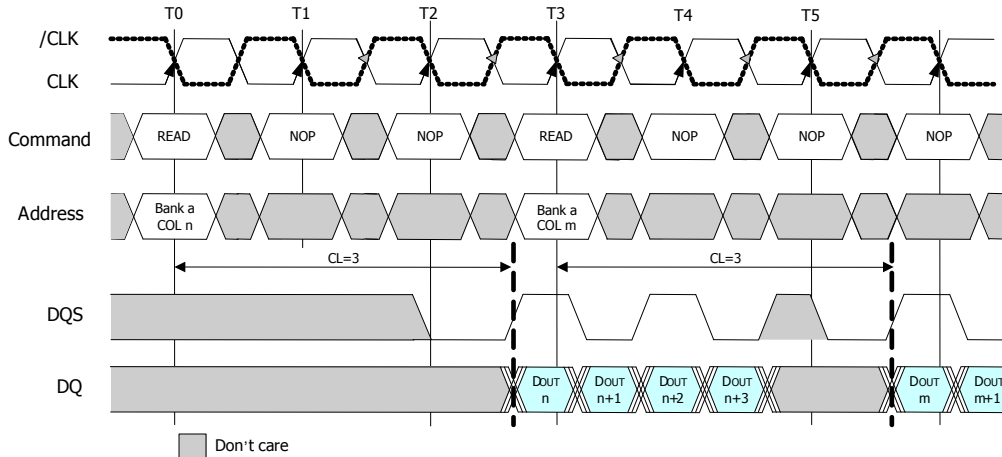 T0 T1 T2 T3 T4 T5
/CLK
CLK
Command READ NOP NOP READ NOP NOP NOP
Address Bank a Bank a
COL n COL m
CL=3 CL=3
DQS
DQ DOUT DOUT DOUT DOUT DOUT DOUT
n n+1 n+2 n+3 m m+1
Don't care